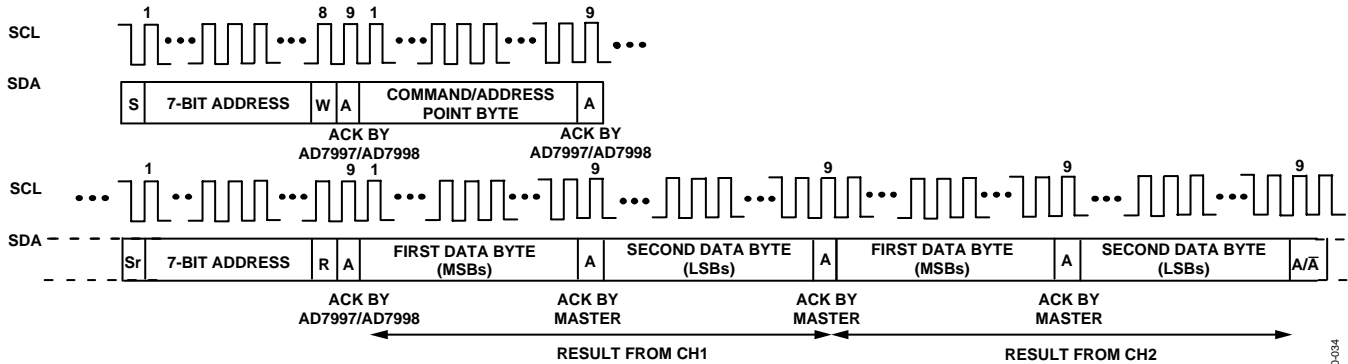 1 8 9 1 9
SCL
SDA
S 7-BIT ADDRESS W A COMMAND/ADDRESS POINT BYTE A
ACK BY AD7997/AD7998 ACK BY AD7997/AD7998
1 9 1 9 9 9 9
SCL
SDA
Sr 7-BIT ADDRESS R A FIRST DATA BYTE (MSBs) A SECOND DATA BYTE (LSBs) A FIRST DATA BYTE (MSBs) A SECOND DATA BYTE (LSBs) A/A̅
ACK BY AD7997/AD7998 ACK BY MASTER ACK BY MASTER ACK BY MASTER
RESULT FROM CH1 RESULT FROM CH2
0-034